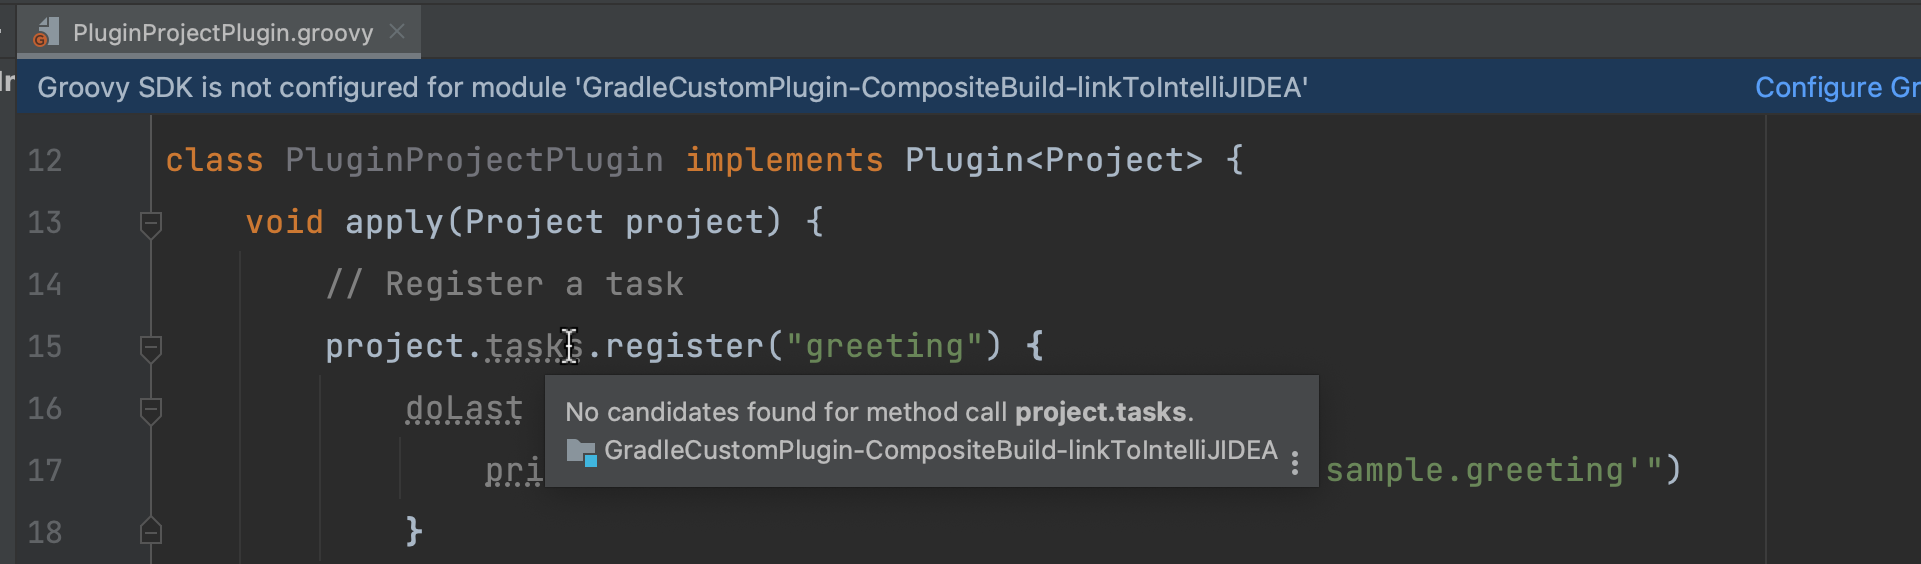 PluginProjectPlugin.groovy
Groovy SDK is not configured for module 'GradleCustomPlugin-CompositeBuild-linkToIntelliJIDEA' Configure Gr
12 class PluginProjectPlugin implements Plugin<Project> {
13 void apply(Project project) {
14 // Register a task
15 project.tasks.register("greeting") {
16 doLast
No candidates found for method call project.tasks.
GradleCustomPlugin-CompositeBuild-linkToIntelliJIDEA
17 pri sample.greeting'")
18 }